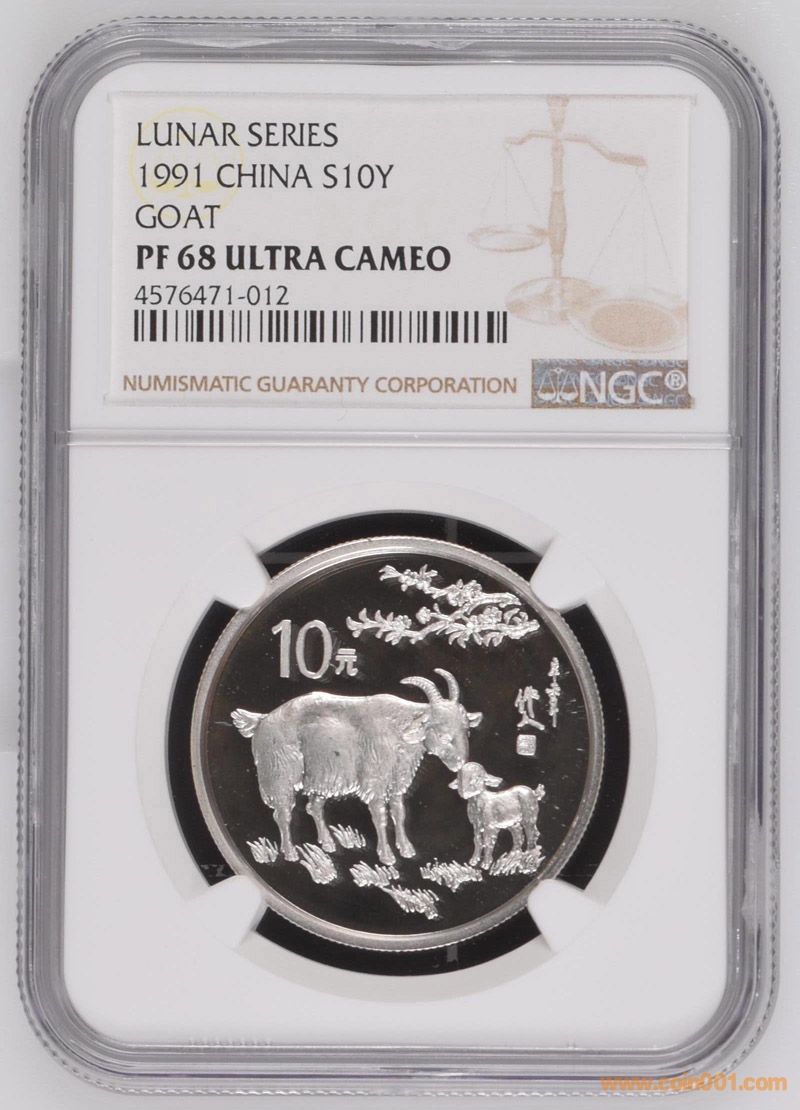 LUNAR SERIES
1991 CHINA S10Y
GOAT
PF 68 ULTRA CAMEO
4576471-012
NUMISMATIC GUARANTY CORPORATION
NGC®
10元
www.coin001.com